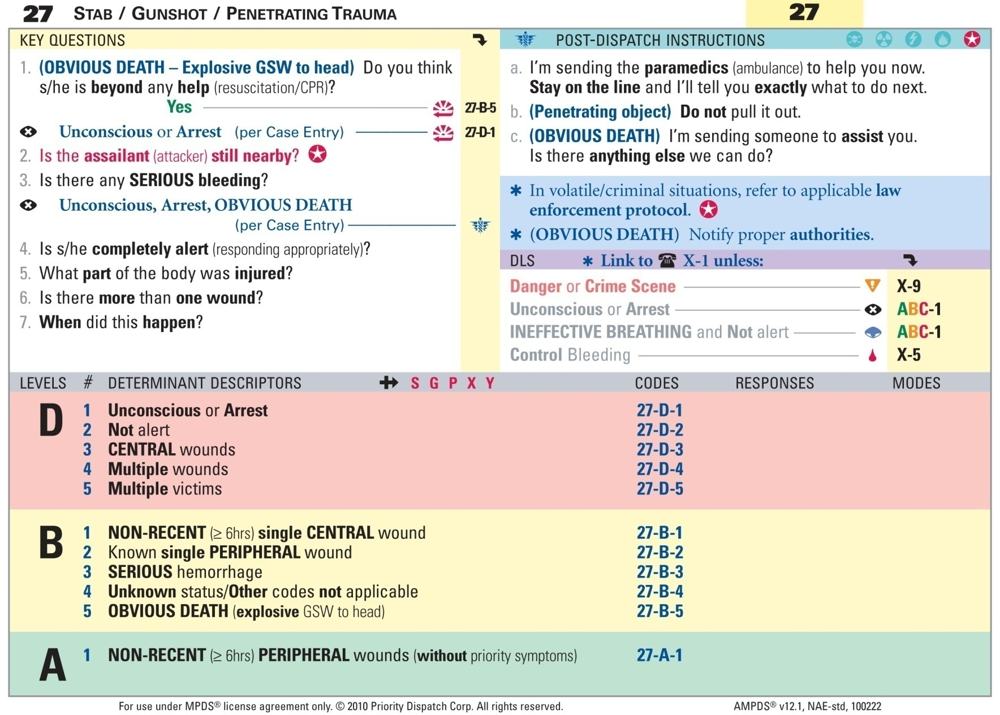 27 STAB / GUNSHOT / PENETRATING TRAUMA
27
KEY QUESTIONS
1. (OBVIOUS DEATH – Explosive GSW to head) Do you think
s/he is beyond any help (resuscitation/CPR)?
Yes 27-B-5
Unconscious or Arrest (per Case Entry) 27-D-1
2. Is the assailant (attacker) still nearby?
3. Is there any SERIOUS bleeding?
Unconscious, Arrest, OBVIOUS DEATH
(per Case Entry)
4. Is s/he completely alert (responding appropriately)?
5. What part of the body was injured?
6. Is there more than one wound?
7. When did this happen?
POST-DISPATCH INSTRUCTIONS
a. I'm sending the paramedics (ambulance) to help you now.
Stay on the line and I'll tell you exactly what to do next.
b. (Penetrating object) Do not pull it out.
c. (OBVIOUS DEATH) I'm sending someone to assist you.
Is there anything else we can do?
* In volatile/criminal situations, refer to applicable law
enforcement protocol.
* (OBVIOUS DEATH) Notify proper authorities.
DLS * Link to ☎ X-1 unless:
Danger or Crime Scene X-9
Unconscious or Arrest ABC-1
INEFFECTIVE BREATHING and Not alert ABC-1
Control Bleeding X-5
LEVELS # DETERMINANT DESCRIPTORS S G P X Y CODES RESPONSES MODES
D
1 Unconscious or Arrest 27-D-1
2 Not alert 27-D-2
3 CENTRAL wounds 27-D-3
4 Multiple wounds 27-D-4
5 Multiple victims 27-D-5
B
1 NON-RECENT (≥ 6hrs) single CENTRAL wound 27-B-1
2 Known single PERIPHERAL wound 27-B-2
3 SERIOUS hemorrhage 27-B-3
4 Unknown status/Other codes not applicable 27-B-4
5 OBVIOUS DEATH (explosive GSW to head) 27-B-5
A
1 NON-RECENT (≥ 6hrs) PERIPHERAL wounds (without priority symptoms) 27-A-1
For use under MPDS® license agreement only. © 2010 Priority Dispatch Corp. All rights reserved.
AMPDS® v12.1, NAE-std, 100222